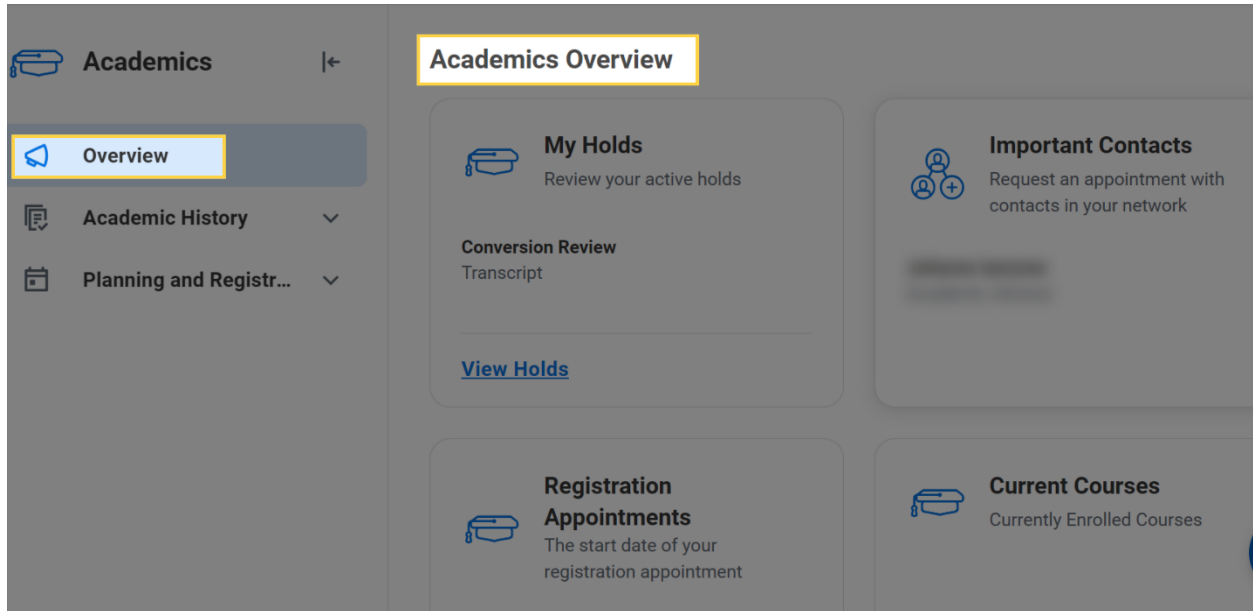 Academics
Overview
Academic History
Planning and Registr...
Academics Overview
My Holds
Review your active holds
Conversion Review
Transcript
View Holds
Important Contacts
Request an appointment with
contacts in your network
Registration
Appointments
The start date of your
registration appointment
Current Courses
Currently Enrolled Courses